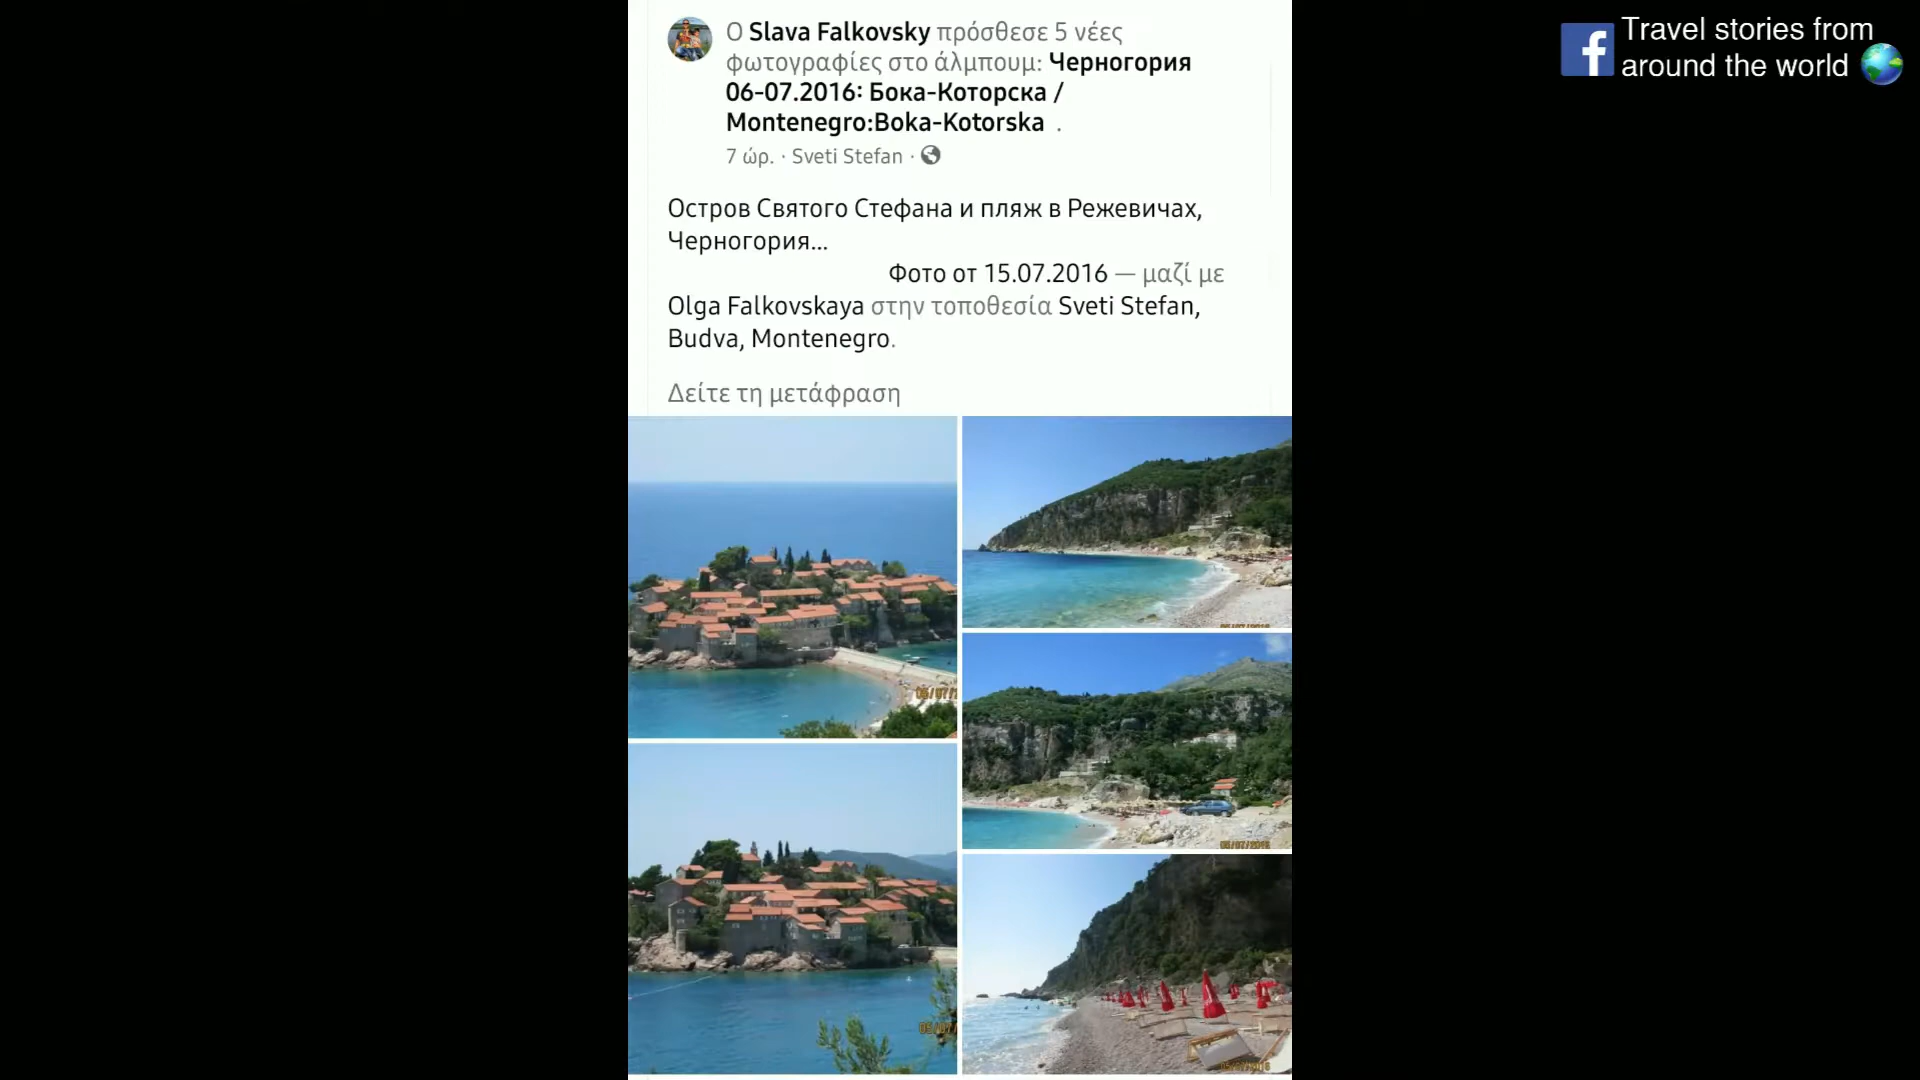 Ο Slava Falkovsky πρόσθεσε 5 νέες
φωτογραφίες στο άλμπουμ: Черногория
06-07.2016: Бока-Которска /
Montenegro:Boka-Kotorska .
7 ώρ. · Sveti Stefan ·
Остров Святого Стефана и пляж в Режевичах,
Черногория...
Фото от 15.07.2016 — μαζί με
Olga Falkovskaya στην τοποθεσία Sveti Stefan,
Budva, Montenegro.
Δείτε τη μετάφραση
Travel stories from
around the world